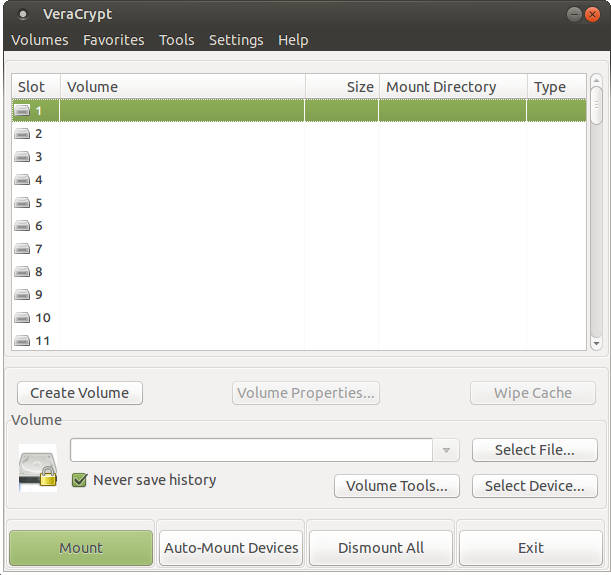 VeraCrypt
Volumes Favorites Tools Settings Help
Slot Volume Size Mount Directory Type
1
2
3
4
5
6
7
8
9
10
11
Create Volume Volume Properties... Wipe Cache
Volume
Select File...
Never save history
Volume Tools... Select Device...
Mount Auto-Mount Devices Dismount All Exit